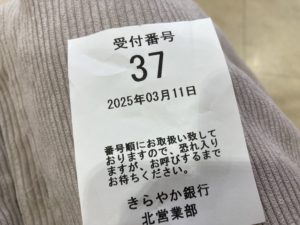 受付番号
37
2025年03月11日
番号順にお取扱い致して
おりますので、恐れ入り
ますが、お呼びするまで
お待ちください。
きらやか銀行
北営業部